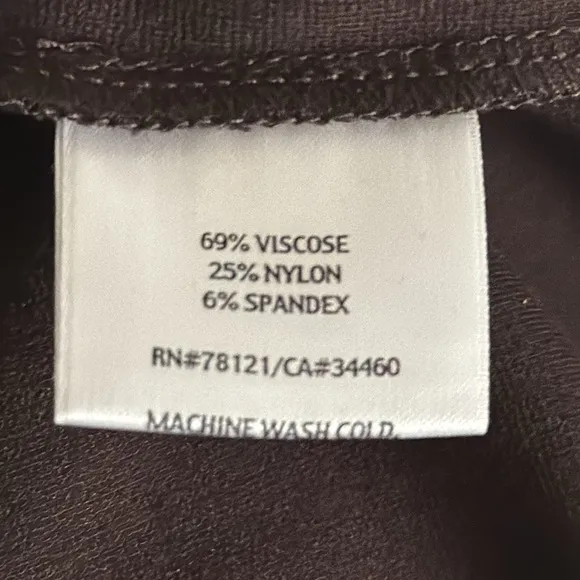 69% VISCOSE
25% NYLON
6% SPANDEX
RN#78121/CA#34460
MACHINE WASH COLD,